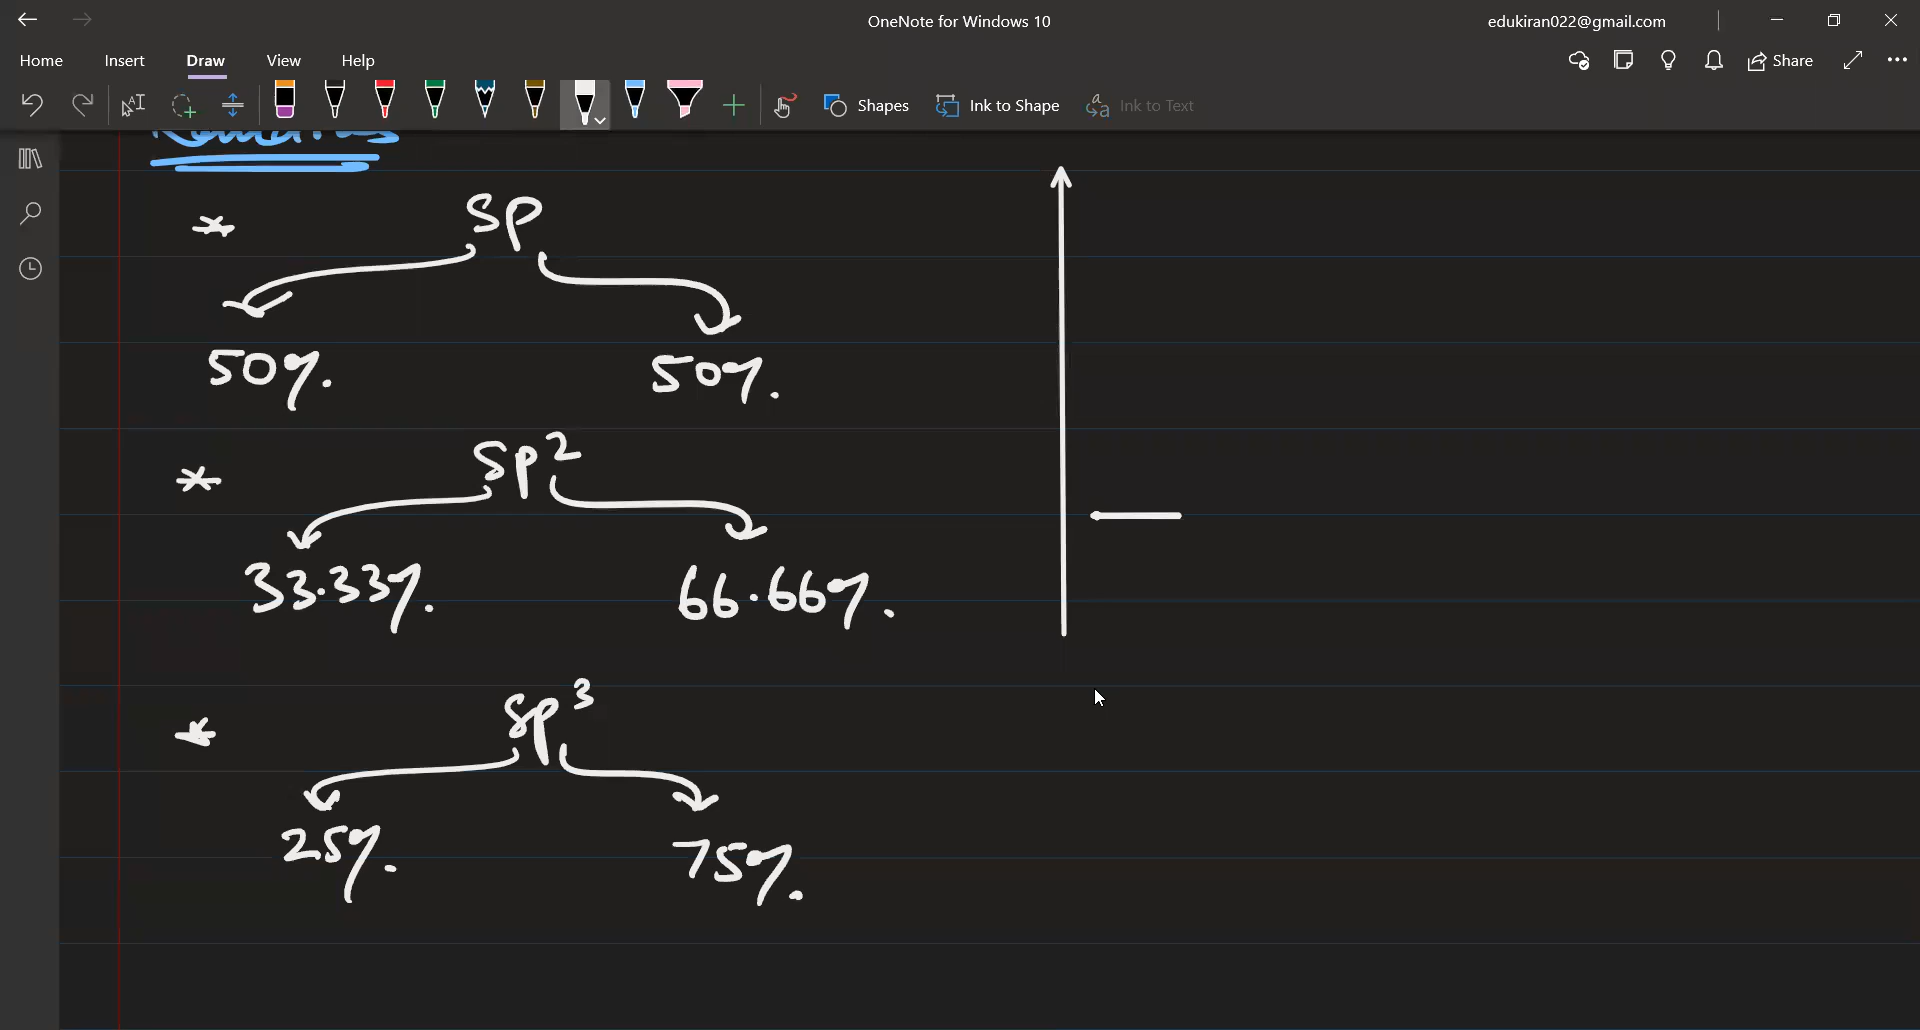 OneNote for Windows 10
edukiran022@gmail.com
Home Insert Draw View Help
Share
Shapes Ink to Shape Ink to Text
* sp
50% 50%
* sp²
33.33% 66.66%
* sp³
25% 75%